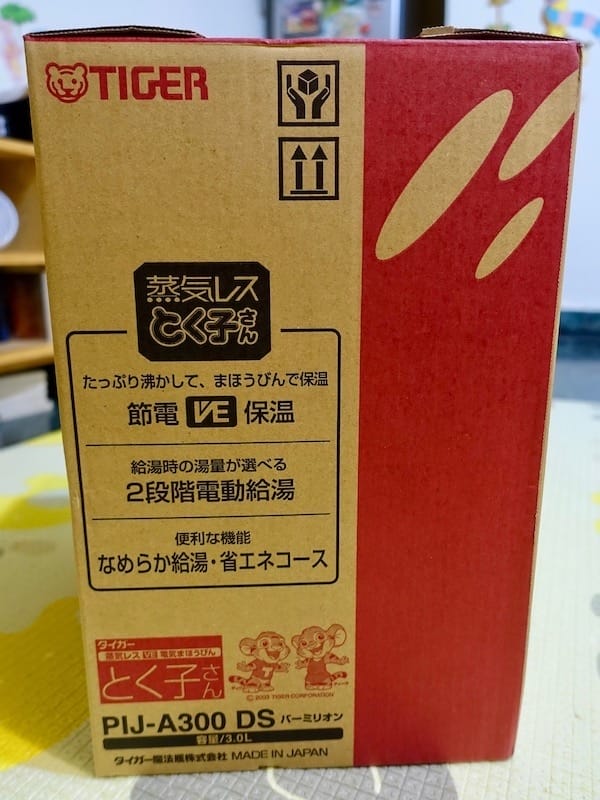 TIGER
蒸気レス
とく子さん
たっぷり沸かして、まほうびんで保温
節電 VE 保温
給湯時の湯量が選べる
2段階電動給湯
便利な機能
なめらか給湯・省エネコース
タイガー
蒸気レス VE 電気まほうびん
とく子さん
© 2003 TIGER CORPORATION
PIJ-A300 DS バーミリオン
容量/3.0L
タイガー魔法瓶株式会社 MADE IN JAPAN